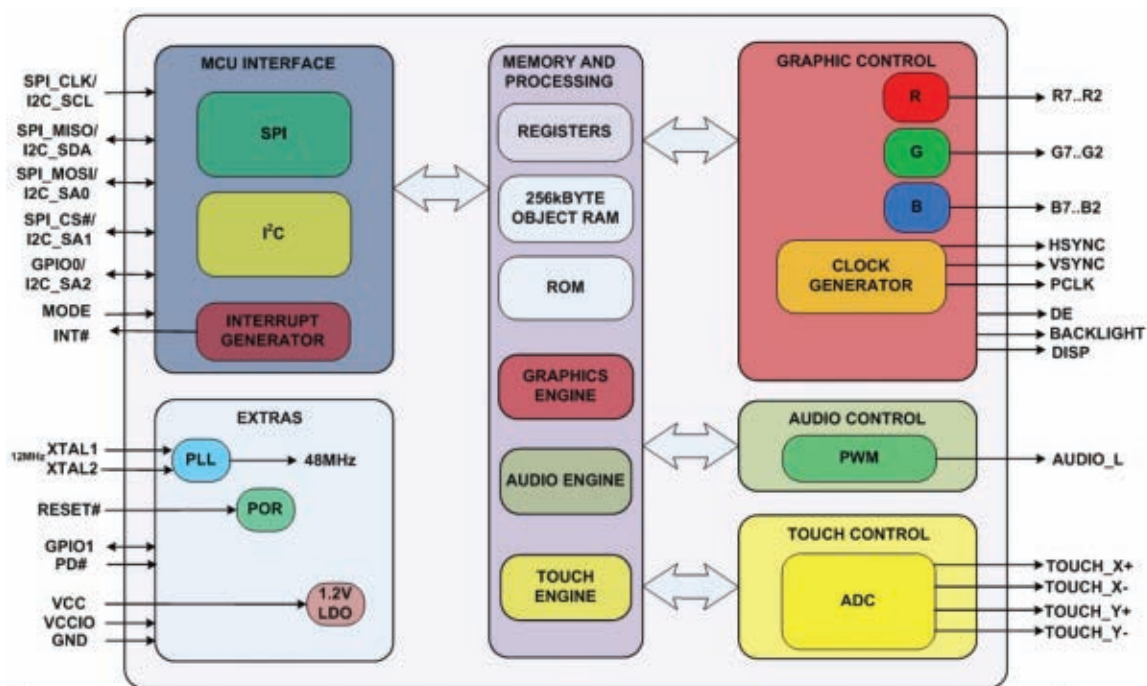 MCU INTERFACE
SPI_CLK/
I2C_SCL
SPI_MISO/
I2C_SDA
SPI_MOSI/
I2C_SA0
SPI_CS#/
I2C_SA1
GPIO0/
I2C_SA2
MODE
INT#
SPI
I²C
INTERRUPT
GENERATOR
EXTRAS
12MHz
XTAL1
XTAL2
PLL
48MHz
RESET#
POR
GPIO1
PD#
VCC
1.2V
LDO
VCCIO
GND
MEMORY AND
PROCESSING
REGISTERS
256kBYTE
OBJECT RAM
ROM
GRAPHICS
ENGINE
AUDIO ENGINE
TOUCH
ENGINE
GRAPHIC CONTROL
R
R7..R2
G
G7..G2
B
B7..B2
CLOCK
GENERATOR
HSYNC
VSYNC
PCLK
DE
BACKLIGHT
DISP
AUDIO CONTROL
PWM
AUDIO_L
TOUCH CONTROL
ADC
TOUCH_X+
TOUCH_X-
TOUCH_Y+
TOUCH_Y-